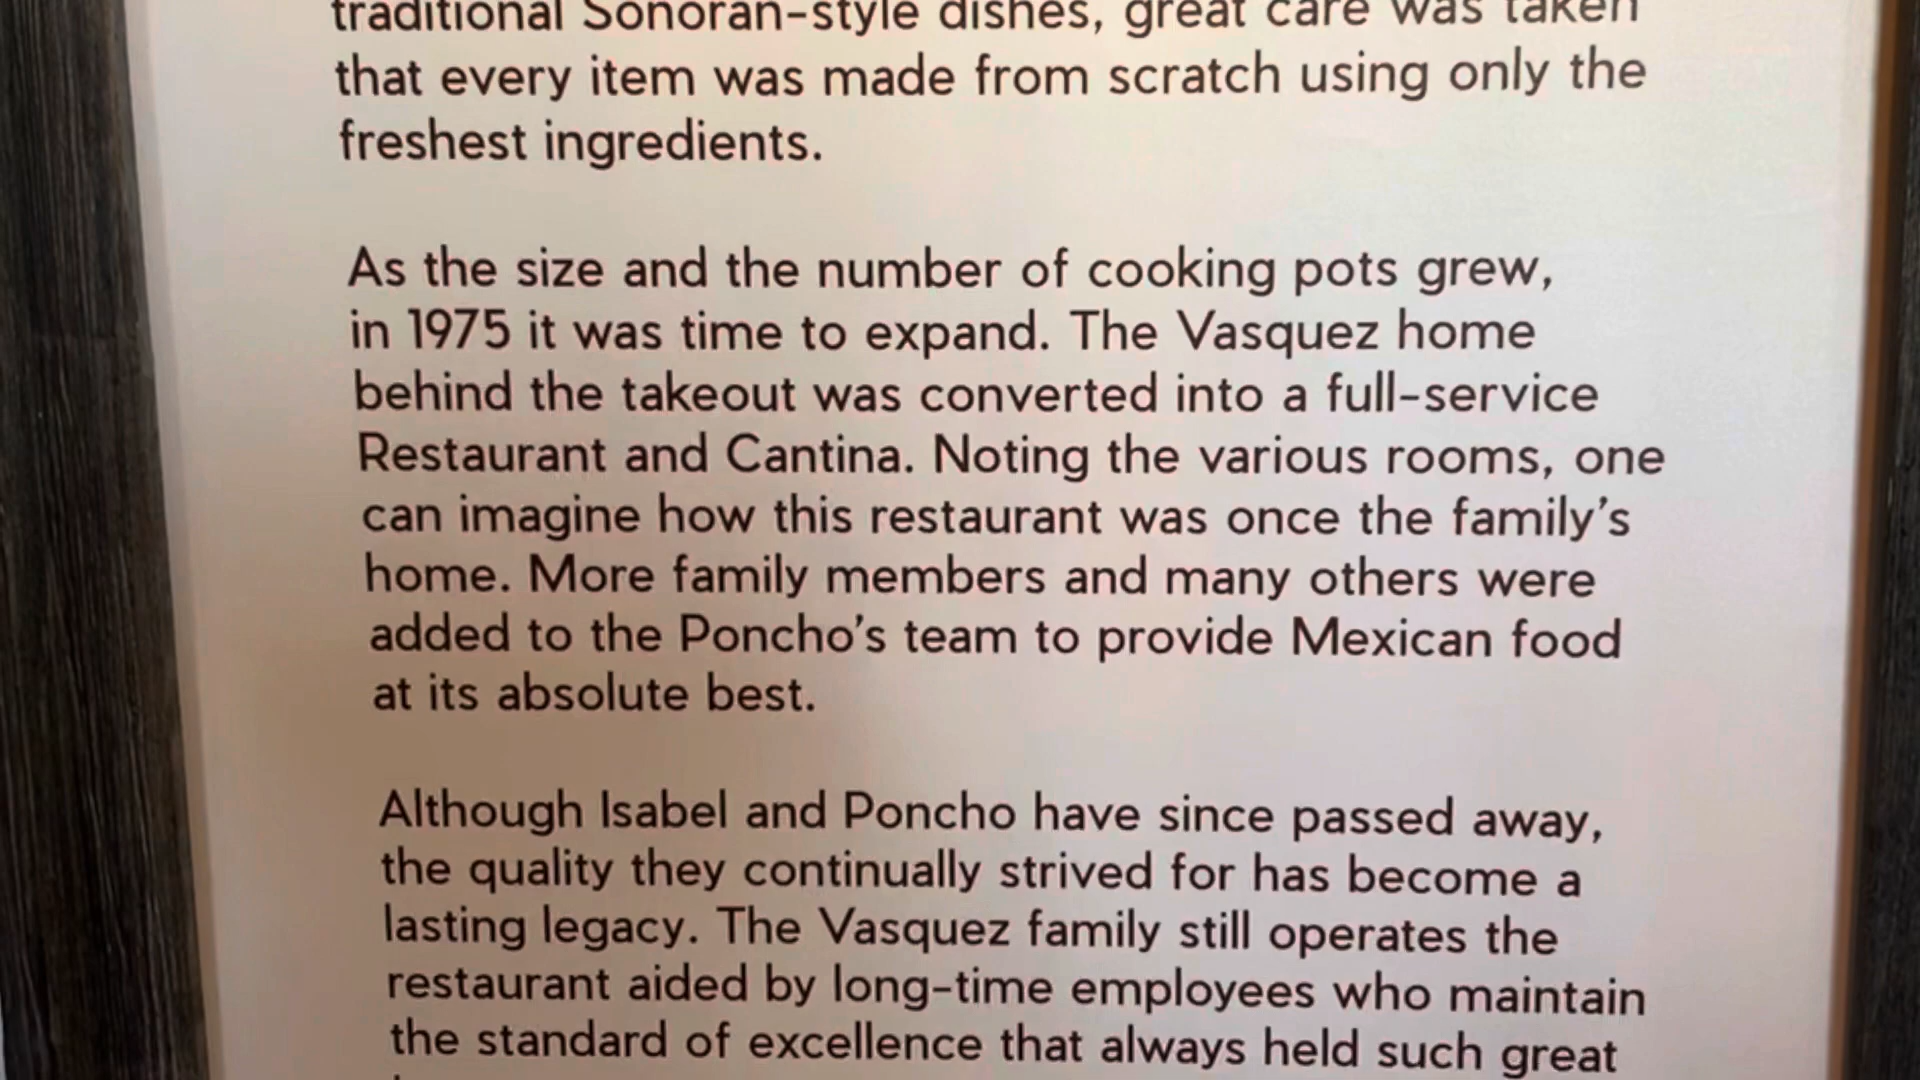 traditional Sonoran-style dishes, great care was taken
that every item was made from scratch using only the
freshest ingredients.
As the size and the number of cooking pots grew,
in 1975 it was time to expand. The Vasquez home
behind the takeout was converted into a full-service
Restaurant and Cantina. Noting the various rooms, one
can imagine how this restaurant was once the family's
home. More family members and many others were
added to the Poncho's team to provide Mexican food
at its absolute best.
Although Isabel and Poncho have since passed away,
the quality they continually strived for has become a
lasting legacy. The Vasquez family still operates the
restaurant aided by long-time employees who maintain
the standard of excellence that always held such great